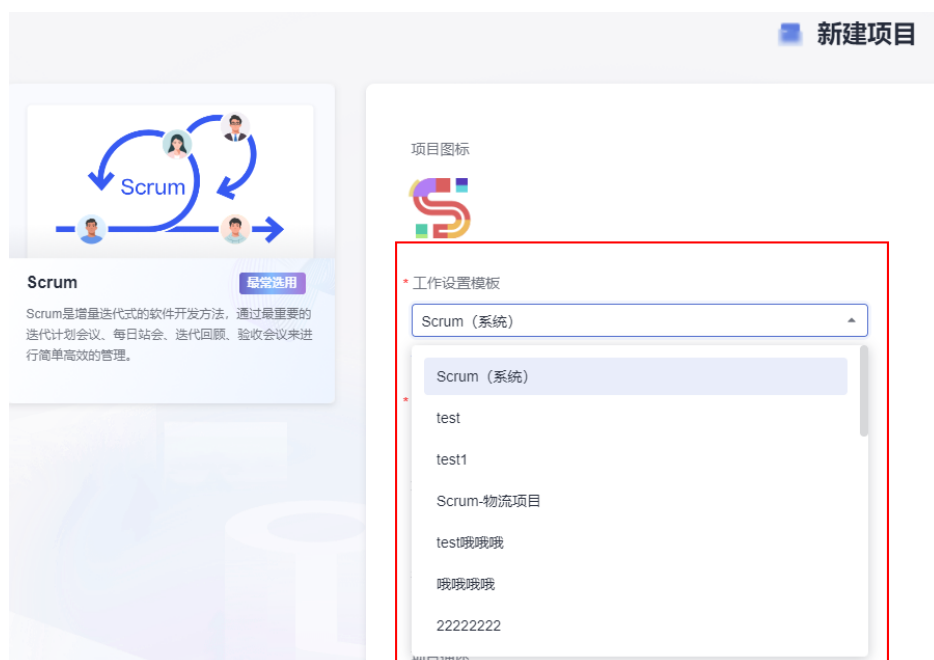 新建项目
Scrum
项目图标
Scrum
最常选用
Scrum是增量迭代式的软件开发方法，通过最重要的
迭代计划会议、每日站会、迭代回顾、验收会议来进
行简单高效的管理。
* 工作设置模板
Scrum（系统）
Scrum（系统）
*
test
test1
Scrum-物流项目
test哦哦哦
哦哦哦哦
22222222